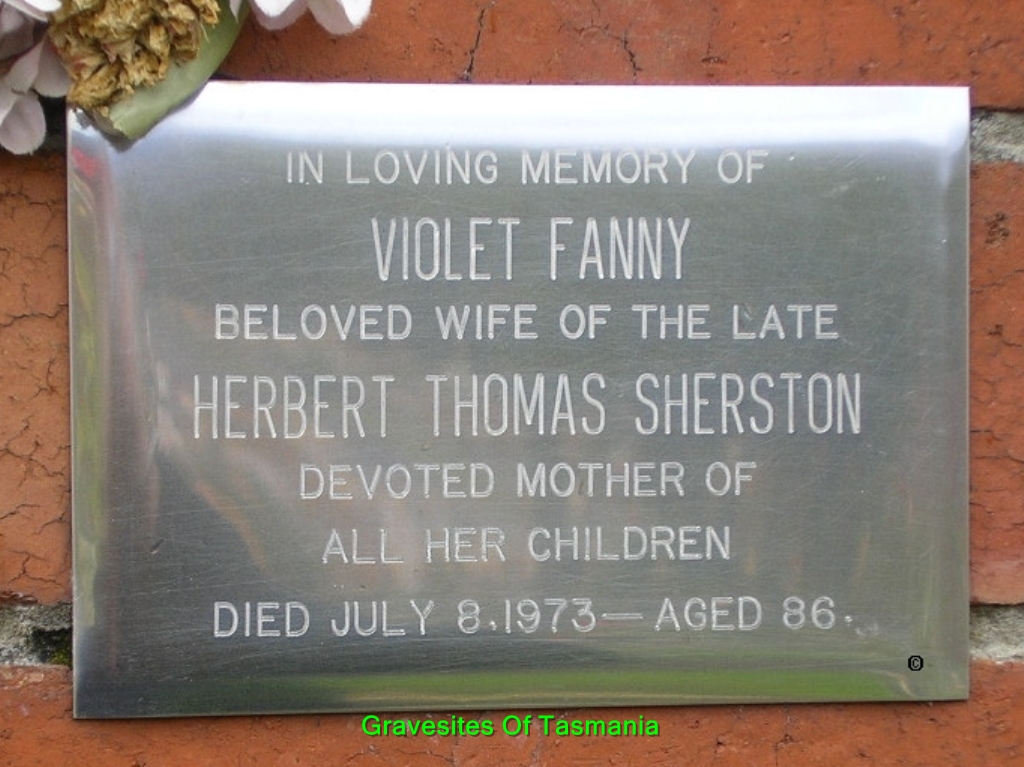 IN LOVING MEMORY OF
VIOLET FANNY
BELOVED WIFE OF THE LATE
HERBERT THOMAS SHERSTON
DEVOTED MOTHER OF
ALL HER CHILDREN
DIED JULY 8.1973—AGED 86.
©
Gravesites Of Tasmania